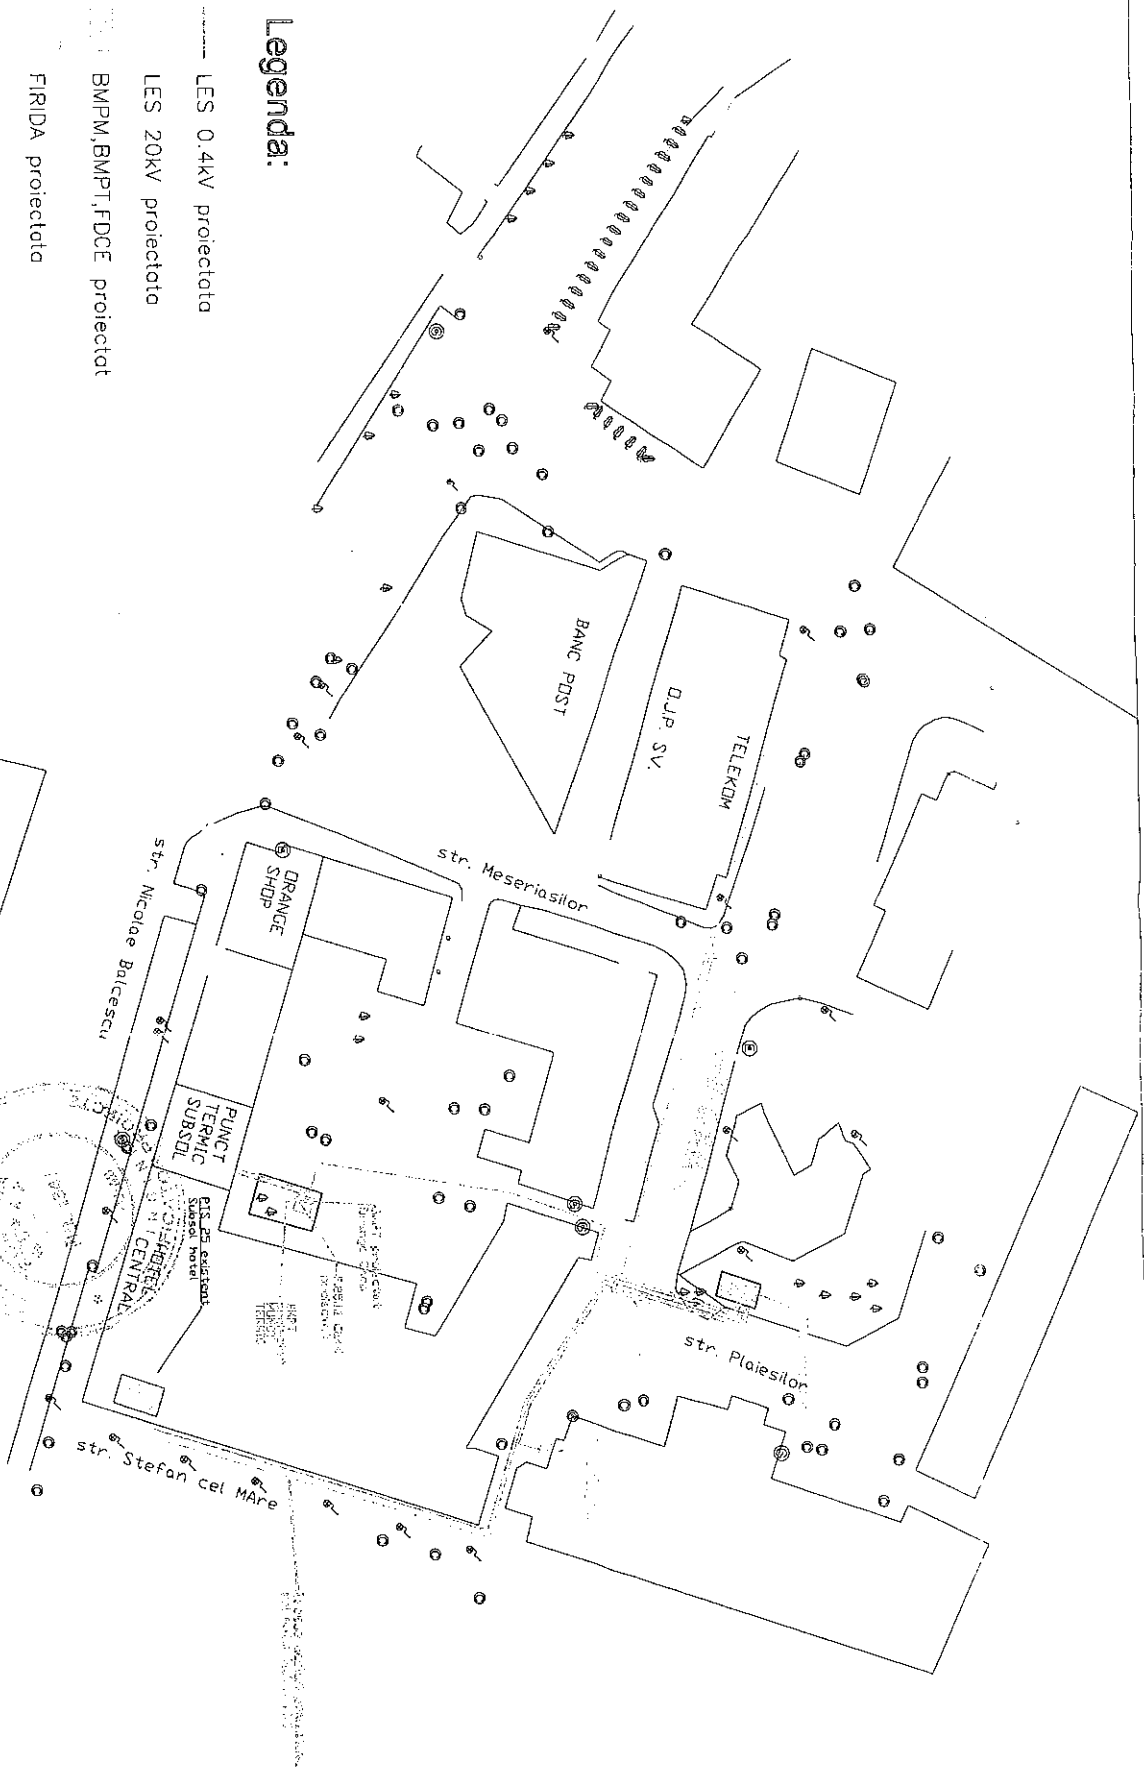 Legenda:
LES 0.4kV proiectata
LES 20kV proiectata
BMPM,BMPT,FDCE proiectat
FIRIDA proiectata
BANC POST
D.J.P. SV.
TELEKOM
str. Meseriasilor
ORANGE
SHOP
str. Nicolae Balcescu
PUNCT
TERMIC
SUBSOL
PTS 25 existent
Subsol hotel
HOTEL
CENTRAL
str. Plaiesilor
str. Stefan cel MAre